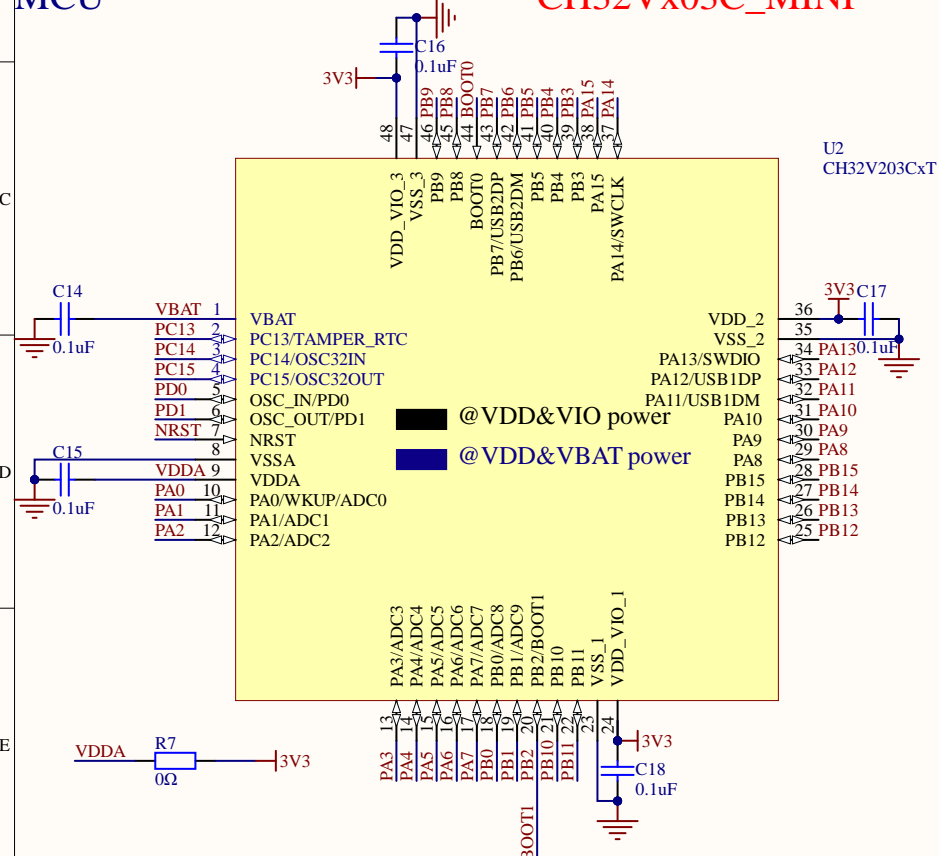 MCU
CH32Vx03C_MINI
C16
0.1uF
3V3
PB9
PB8
BOOT0
PB7
PB6
PB5
PB4
PB3
PA15
PA14
48
47
46
45
44
43
42
41
40
39
38
37
U2
CH32V203CxT
VDD_VIO_3
VSS_3
PB9
PB8
BOOT0
PB7/USB2DP
PB6/USB2DM
PB5
PB4
PB3
PA15
PA14/SWCLK
C
C14
0.1uF
VBAT 1 VBAT
PC13 2 PC13/TAMPER_RTC
PC14 3 PC14/OSC32IN
PC15 4 PC15/OSC32OUT
PD0 5 OSC_IN/PD0
PD1 6 OSC_OUT/PD1
NRST 7 NRST
8 VSSA
VDDA 9 VDDA
PA0 10 PA0/WKUP/ADC0
PA1 11 PA1/ADC1
PA2 12 PA2/ADC2
C15
0.1uF
D
@VDD&VIO power
@VDD&VBAT power
3V3 C17
0.1uF
VDD_2 36
VSS_2 35
PA13/SWDIO 34 PA13
PA12/USB1DP 33 PA12
PA11/USB1DM 32 PA11
PA10 31 PA10
PA9 30 PA9
PA8 29 PA8
PB15 28 PB15
PB14 27 PB14
PB13 26 PB13
PB12 25 PB12
PA3/ADC3
PA4/ADC4
PA5/ADC5
PA6/ADC6
PA7/ADC7
PB0/ADC8
PB1/ADC9
PB2/BOOT1
PB10
PB11
VSS_1
VDD_VIO_1
13
14
15
16
17
18
19
20
21
22
23
24
PA3
PA4
PA5
PA6
PA7
PB0
PB1
PB2
PB10
PB11
BOOT1
E
VDDA
R7
0Ω
3V3
3V3
C18
0.1uF